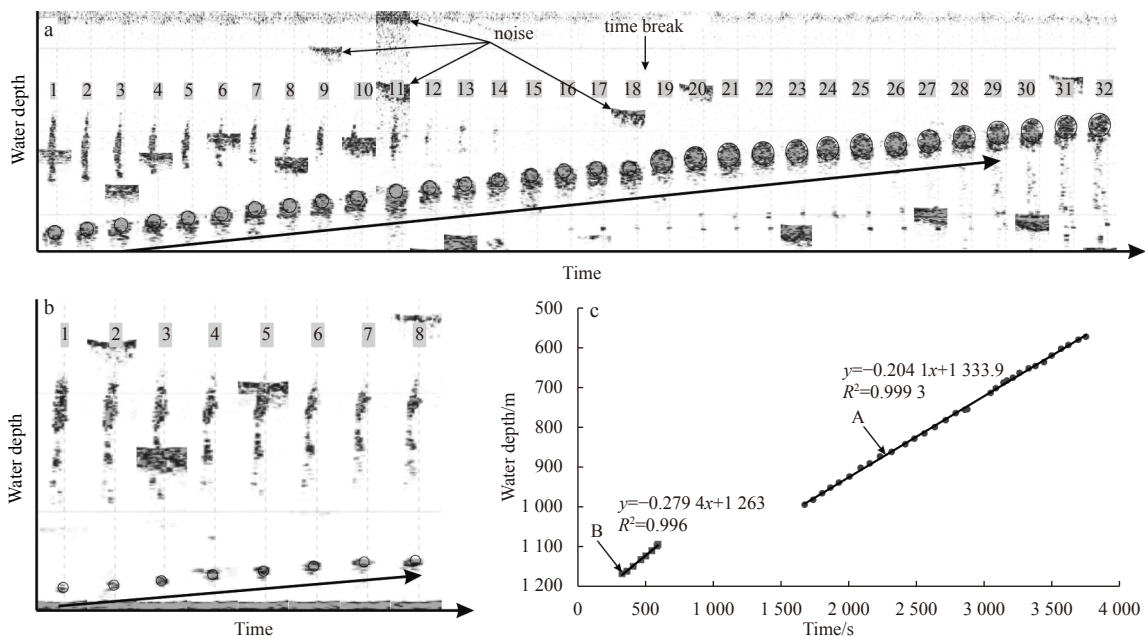 a
noise
time break
1 2 3 4 5 6 7 8 9 10 11 12 13 14 15 16 17 18 19 20 21 22 23 24 25 26 27 28 29 30 31 32
Water depth
Time
b
1 2 3 4 5 6 7 8
Water depth
Time
c
500
600
700
800
900
1 000
1 100
1 200
Water depth/m
y=−0.204 1x+1 333.9
R²=0.999 3
A
y=−0.279 4x+1 263
R²=0.996
B
0 500 1 000 1 500 2 000 2 500 3 000 3 500 4 000
Time/s